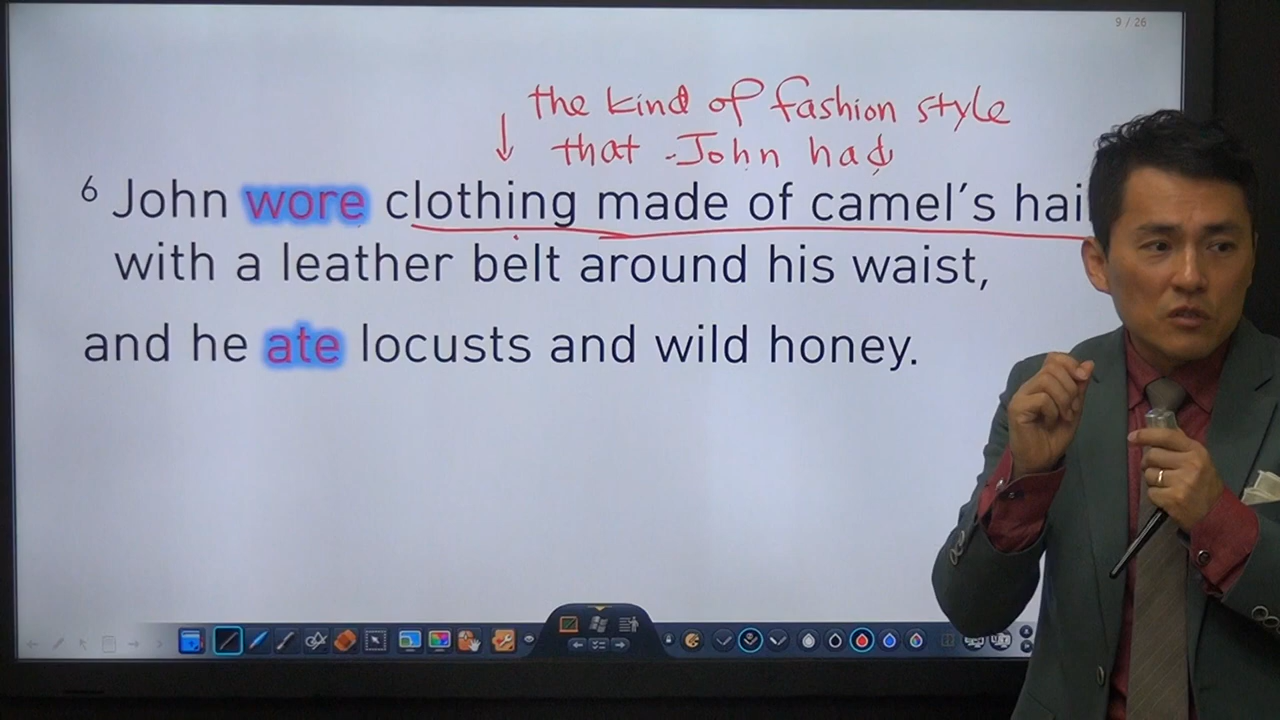 9 / 26
the kind of fashion style
that John had
6 John wore clothing made of camel's hai
with a leather belt around his waist,
and he ate locusts and wild honey.